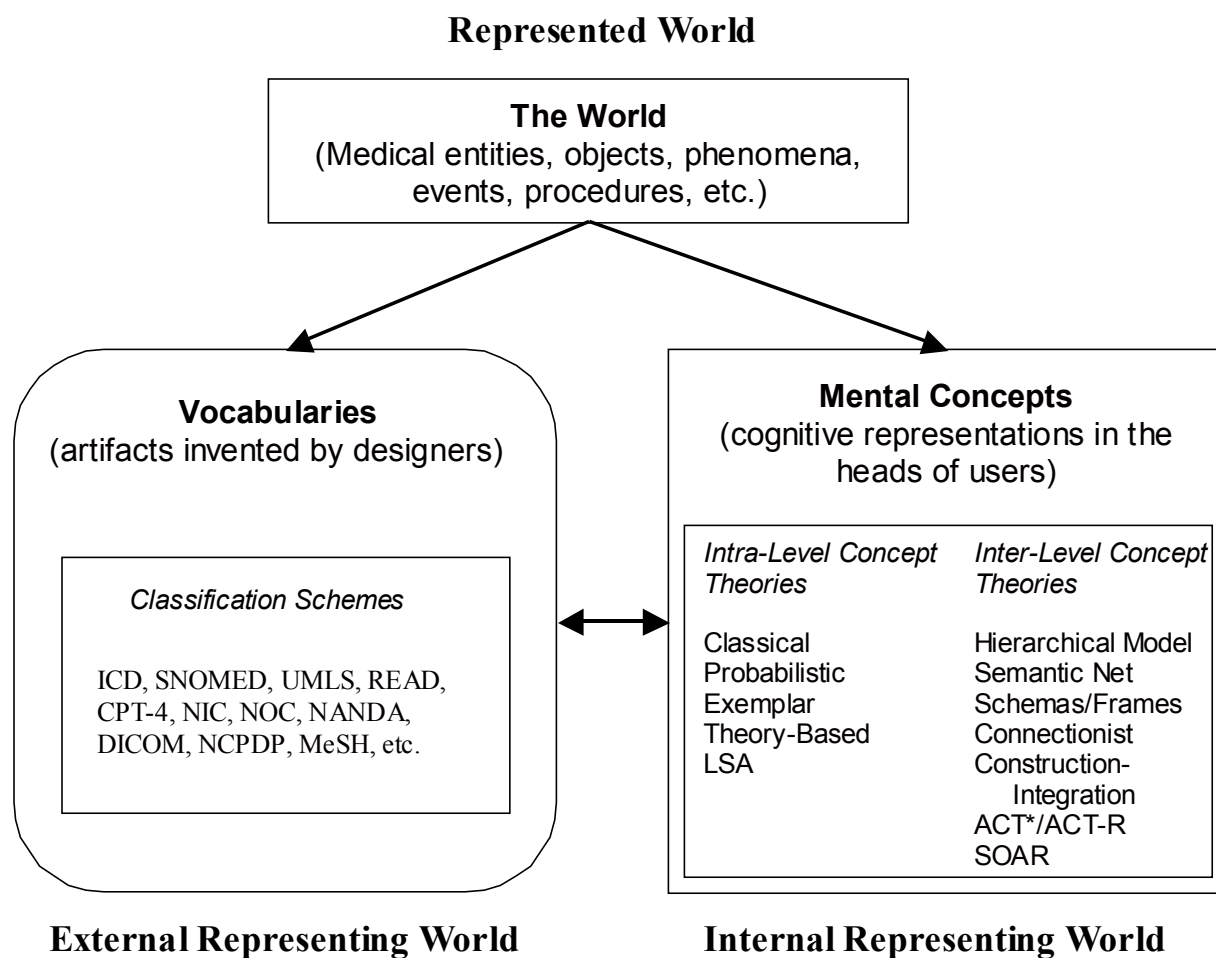 Represented World
The World
(Medical entities, objects, phenomena,
events, procedures, etc.)
Vocabularies
(artifacts invented by designers)
Classification Schemes
ICD, SNOMED, UMLS, READ,
CPT-4, NIC, NOC, NANDA,
DICOM, NCPDP, MeSH, etc.
External Representing World
Mental Concepts
(cognitive representations in the
heads of users)
Intra-Level Concept
Theories
Classical
Probabilistic
Exemplar
Theory-Based
LSA
Inter-Level Concept
Theories
Hierarchical Model
Semantic Net
Schemas/Frames
Connectionist
Construction-
Integration
ACT*/ACT-R
SOAR
Internal Representing World